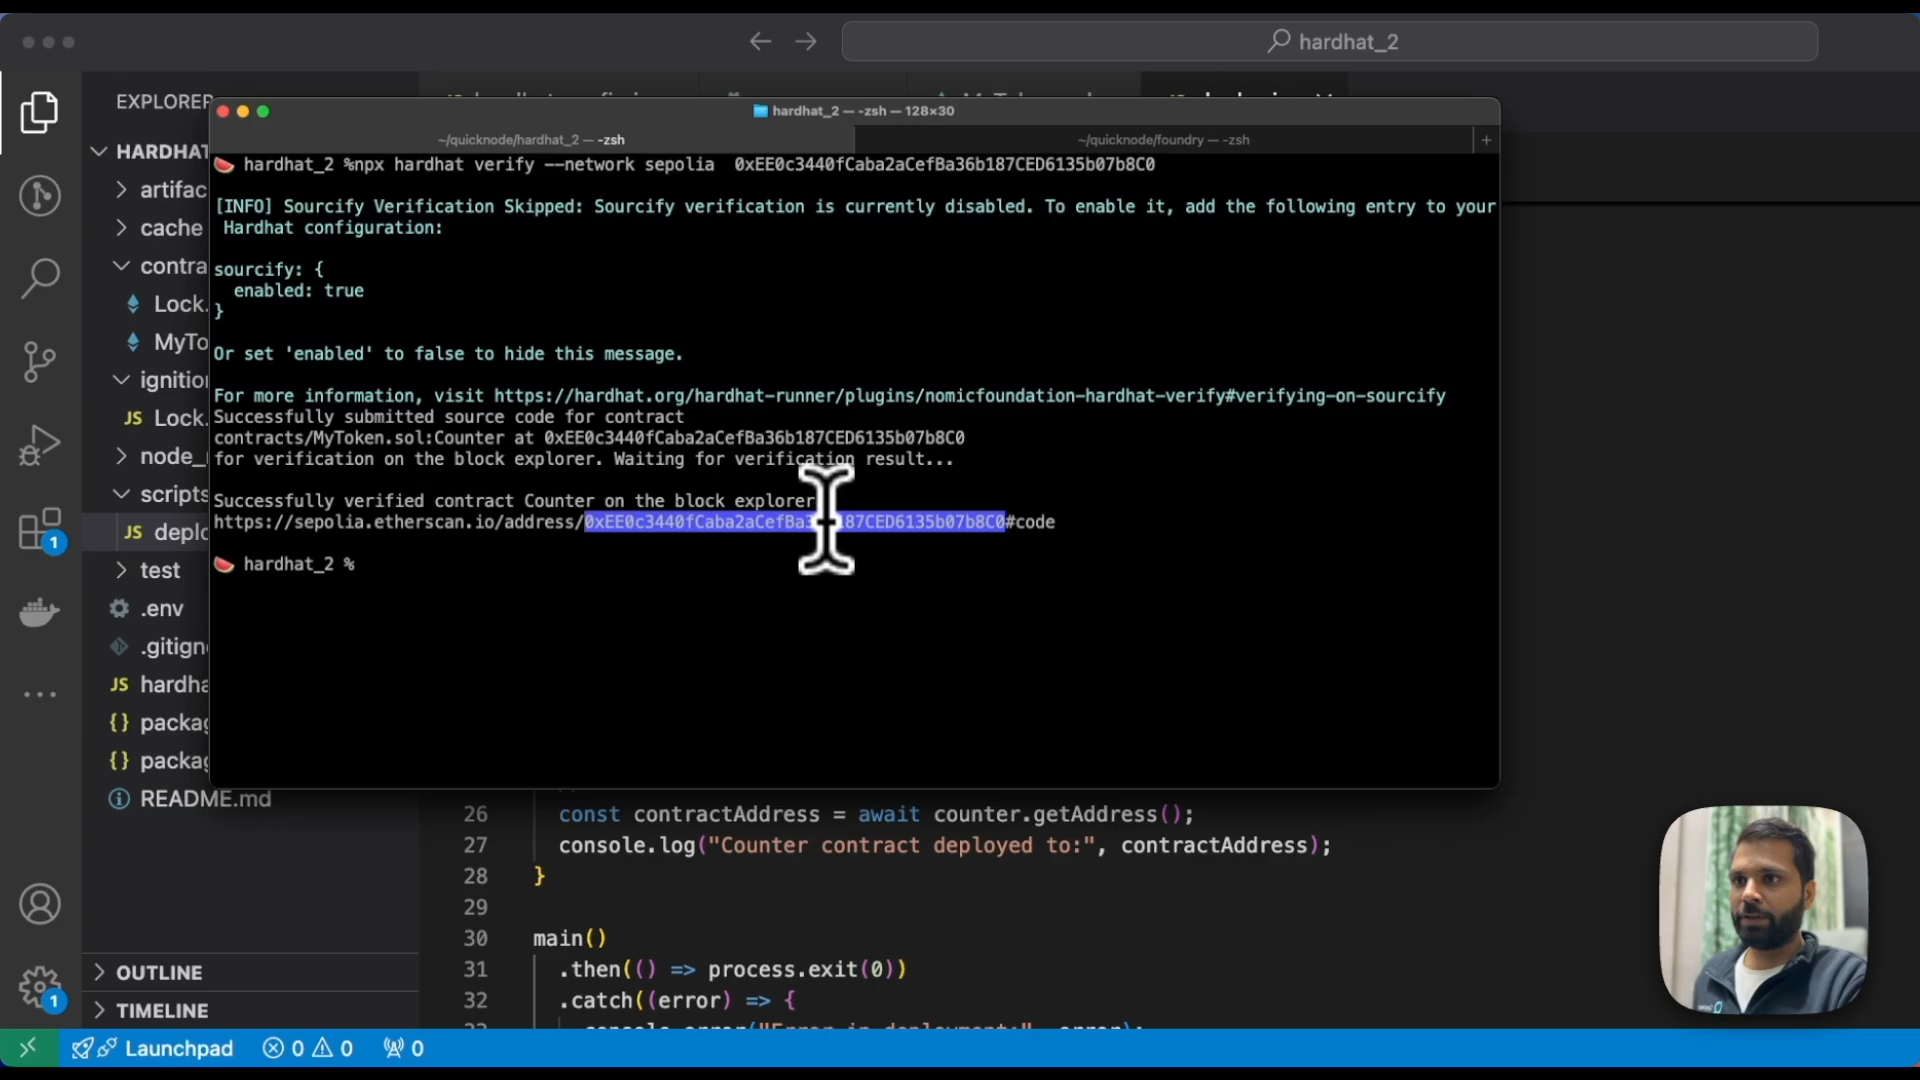 hardhat_2
EXPLORER
hardhat_2 — -zsh — 128×30
~/quicknode/hardhat_2 — -zsh
~/quicknode/foundry — -zsh
+
HARDHAT
artifac
cache
contra
Lock.
MyTo
ignition
JS Lock.
node_
scripts
JS deplo
test
.env
.gitign
JS hardha
{} packag
{} packag
README.md
OUTLINE
TIMELINE
1
1
hardhat_2 %npx hardhat verify --network sepolia  0xEE0c3440fCaba2aCefBa36b187CED6135b07b8C0
[INFO] Sourcify Verification Skipped: Sourcify verification is currently disabled. To enable it, add the following entry to your
Hardhat configuration:
sourcify: {
enabled: true
}
Or set 'enabled' to false to hide this message.
For more information, visit https://hardhat.org/hardhat-runner/plugins/nomicfoundation-hardhat-verify#verifying-on-sourcify
Successfully submitted source code for contract
contracts/MyToken.sol:Counter at 0xEE0c3440fCaba2aCefBa36b187CED6135b07b8C0
for verification on the block explorer. Waiting for verification result...
Successfully verified contract Counter on the block explorer
https://sepolia.etherscan.io/address/0xEE0c3440fCaba2aCefBa36b187CED6135b07b8C0#code
hardhat_2 %
26 const contractAddress = await counter.getAddress();
27 console.log("Counter contract deployed to:", contractAddress);
28 }
29
30 main()
31 .then(() => process.exit(0))
32 .catch((error) => {
Launchpad
0 0
0